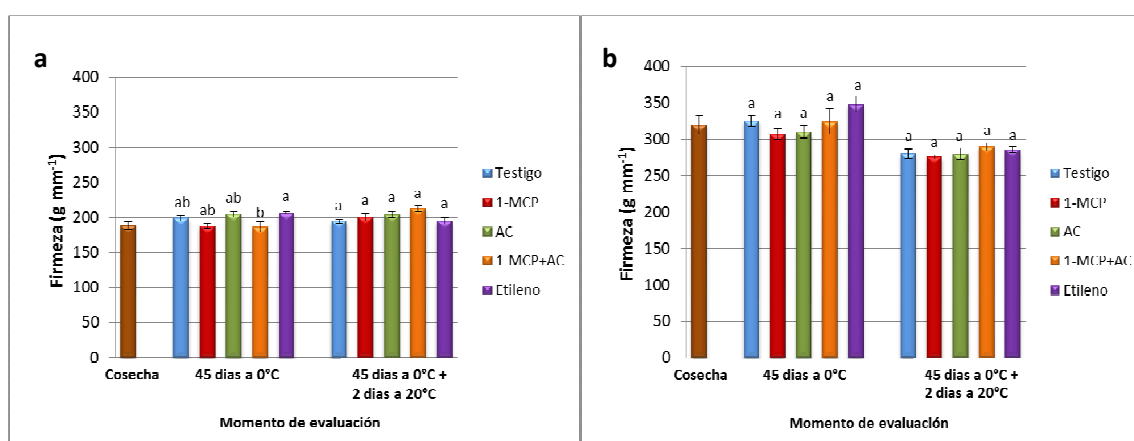 a
400
350
300
250
200
150
100
50
0
Firmeza (g mm-1)
ab ab ab b a
a a a a a
Cosecha
45 dias a 0°C
45 dias a 0°C +
2 dias a 20°C
Momento de evaluación
Testigo
1-MCP
AC
1 MCP+AC
Etileno
b
400
350
300
250
200
150
100
50
0
Firmeza (g mm-1)
a a a a a
a a a a a
Cosecha
45 dias a 0°C
45 dias a 0°C +
2 dias a 20°C
Momento de evaluación
Testigo
1-MCP
AC
1-MCP+AC
Etileno